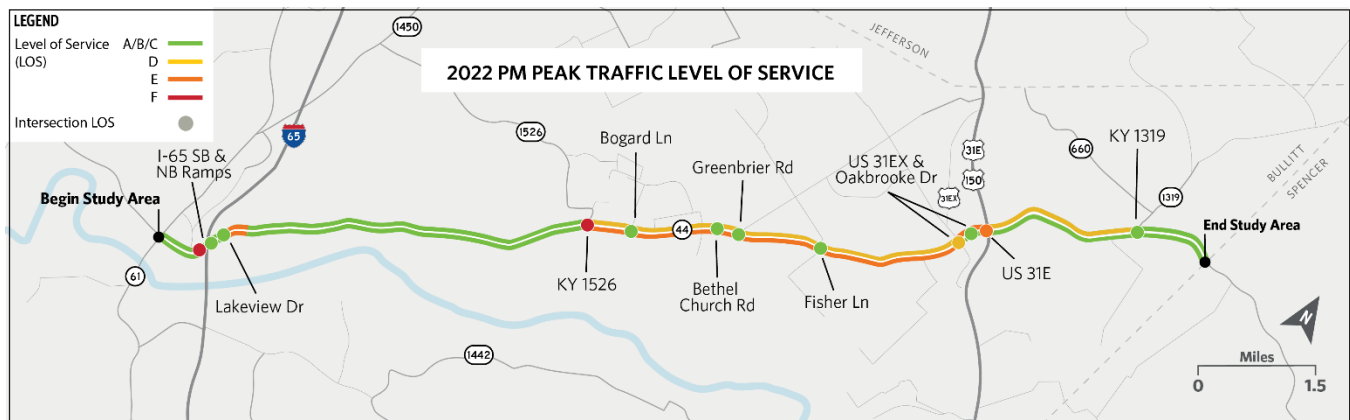 LEGEND
Level of Service A/B/C
(LOS) D
E
F
Intersection LOS
2022 PM PEAK TRAFFIC LEVEL OF SERVICE
1450
JEFFERSON
65
1526
Bogard Ln
I-65 SB &
NB Ramps
Greenbrier Rd
US 31EX &
Oakbrooke Dr
31E
150
31EX
660
KY 1319
1319
BULLITT
SPENCER
Begin Study Area
44
End Study Area
61
Lakeview Dr
KY 1526
Bethel
Church Rd
Fisher Ln
US 31E
1442
N
Miles
0 1.5